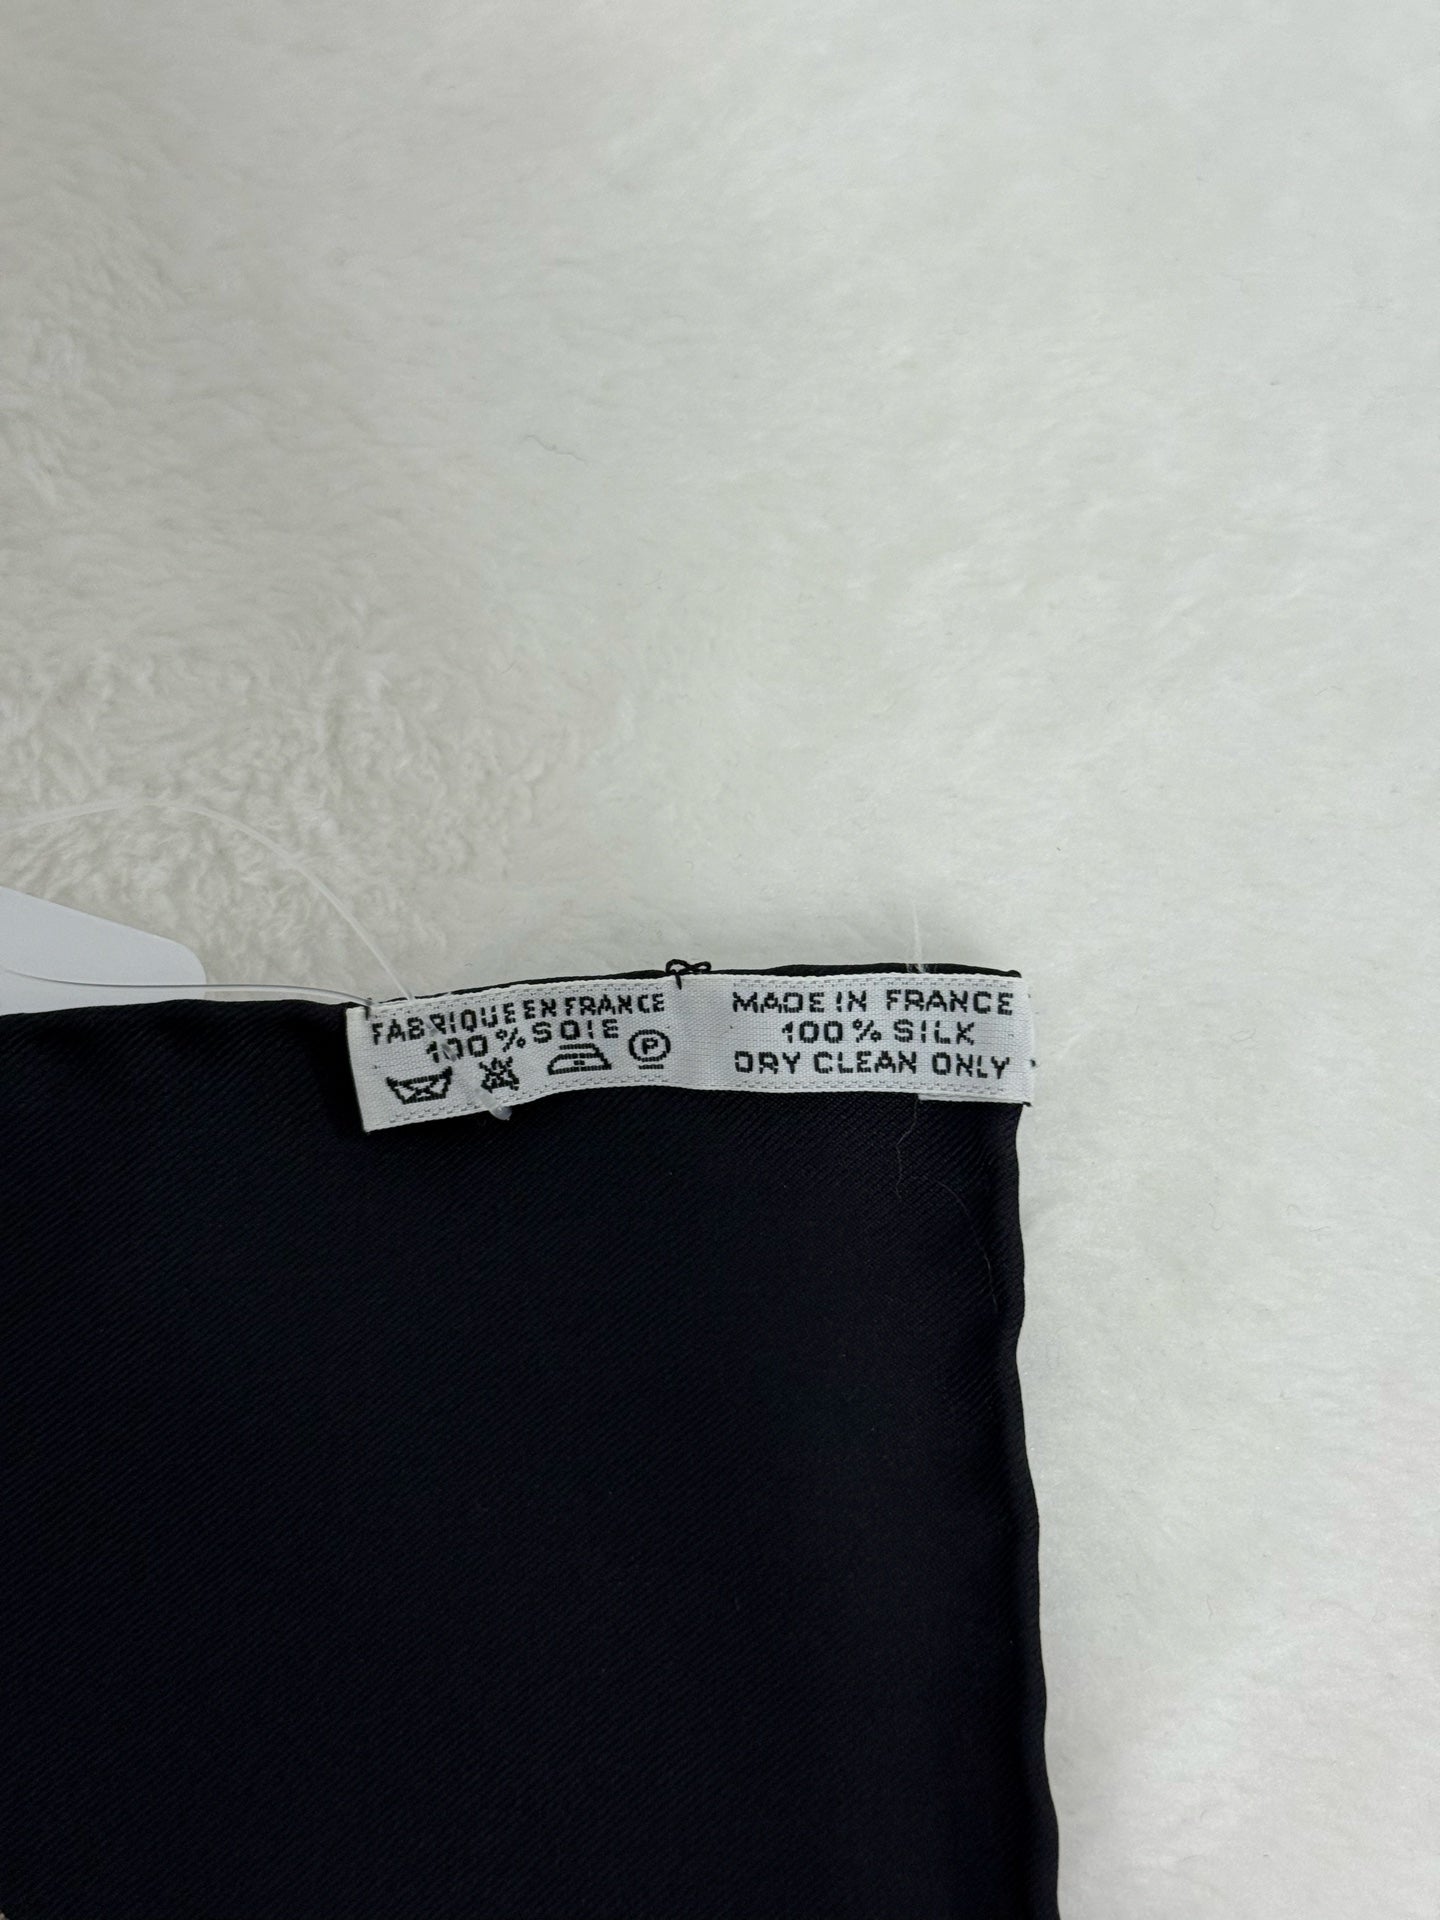 FABRIQUE EN FRANCE
100% SOIE
P
MADE IN FRANCE
100% SILK
DRY CLEAN ONLY